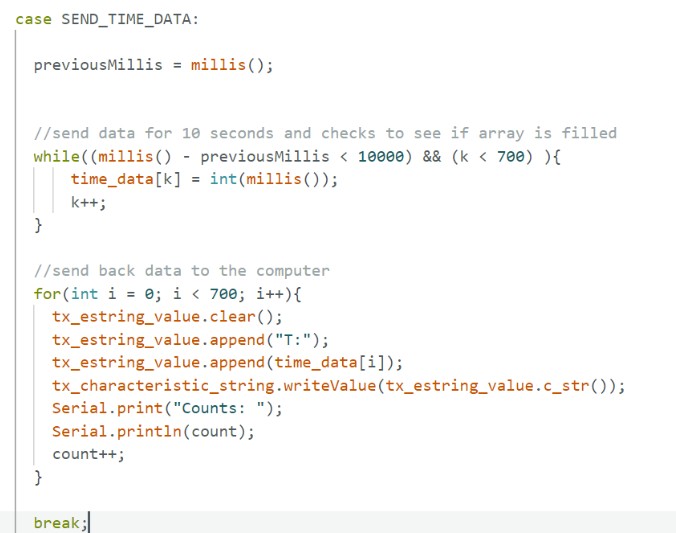 case SEND_TIME_DATA:
previousMillis = millis();
//send data for 10 seconds and checks to see if array is filled
while((millis() - previousMillis < 10000) && (k < 700) ){
time_data[k] = int(millis());
k++;
}
//send back data to the computer
for(int i = 0; i < 700; i++){
tx_estring_value.clear();
tx_estring_value.append("T:");
tx_estring_value.append(time_data[i]);
tx_characteristic_string.writeValue(tx_estring_value.c_str());
Serial.print("Counts: ");
Serial.println(count);
count++;
}
break;